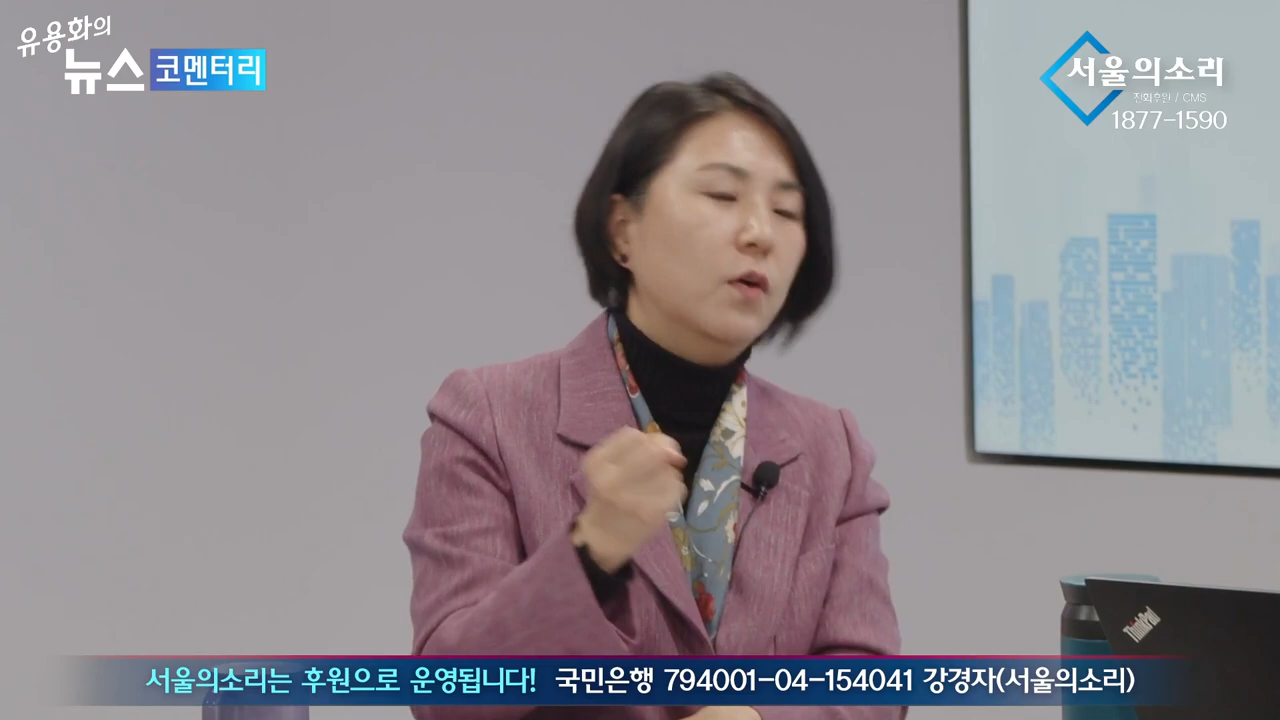 유용화의
뉴스 코멘터리
서울의소리
전화후원 / CMS
1877-1590
ThinkPad
서울의소리는 후원으로 운영됩니다! 국민은행 794001-04-154041 강경자(서울의소리)